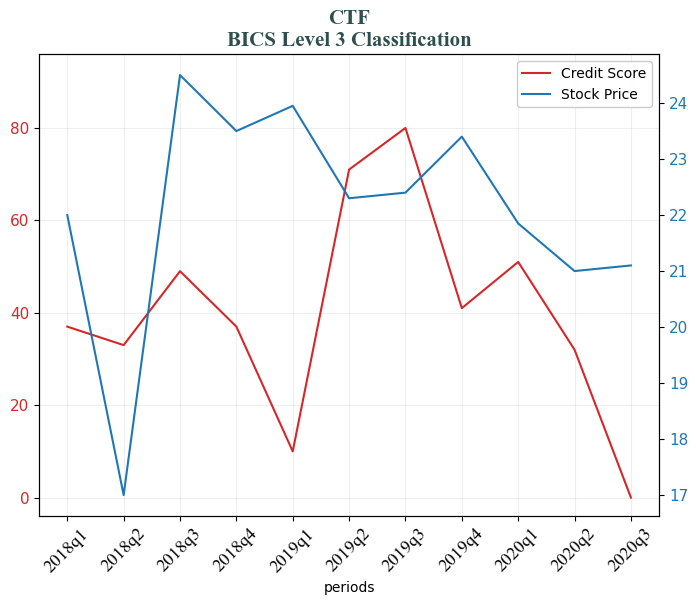 CTF
BICS Level 3 Classification
Credit Score
Stock Price
80
60
40
20
0
24
23
22
21
20
19
18
17
2018q1
2018q2
2018q3
2018q4
2019q1
2019q2
2019q3
2019q4
2020q1
2020q2
2020q3
periods